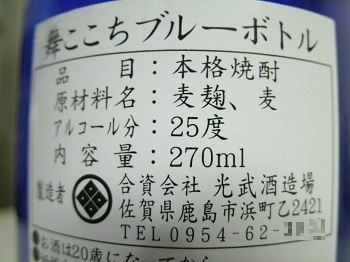 舞ここちブルーボトル
品目：本格焼酎
原材料名：麦麹、麦
アルコール分：25度
内容量：270ml
製造者 合資会社 光武酒造場
佐賀県鹿島市浜町乙2421
TEL 0954-62-
●お酒は20歳になってから